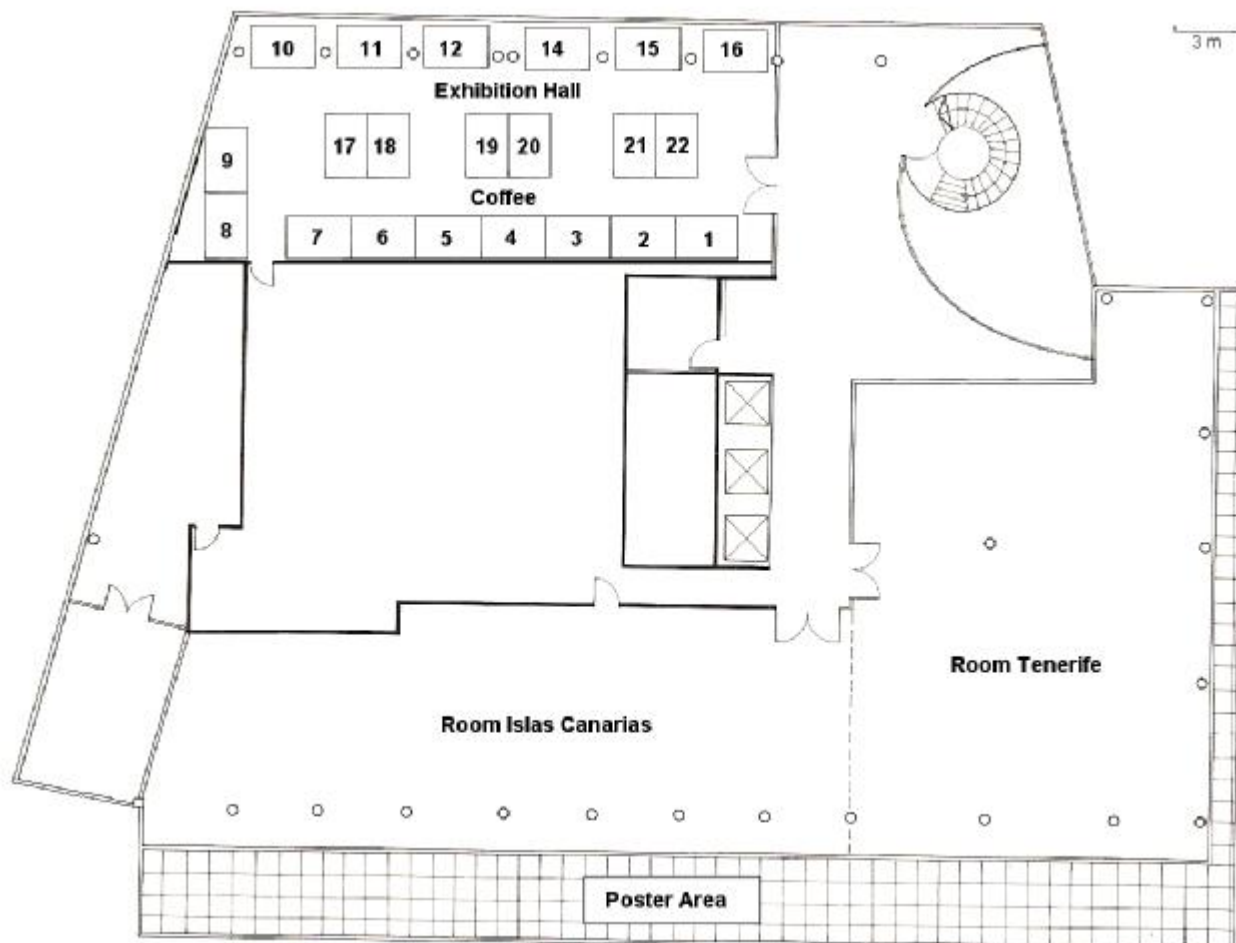 3 m
10 11 12 14 15 16
Exhibition Hall
17 18 19 20 21 22
9
Coffee
8 7 6 5 4 3 2 1
Room Tenerife
Room Islas Canarias
Poster Area